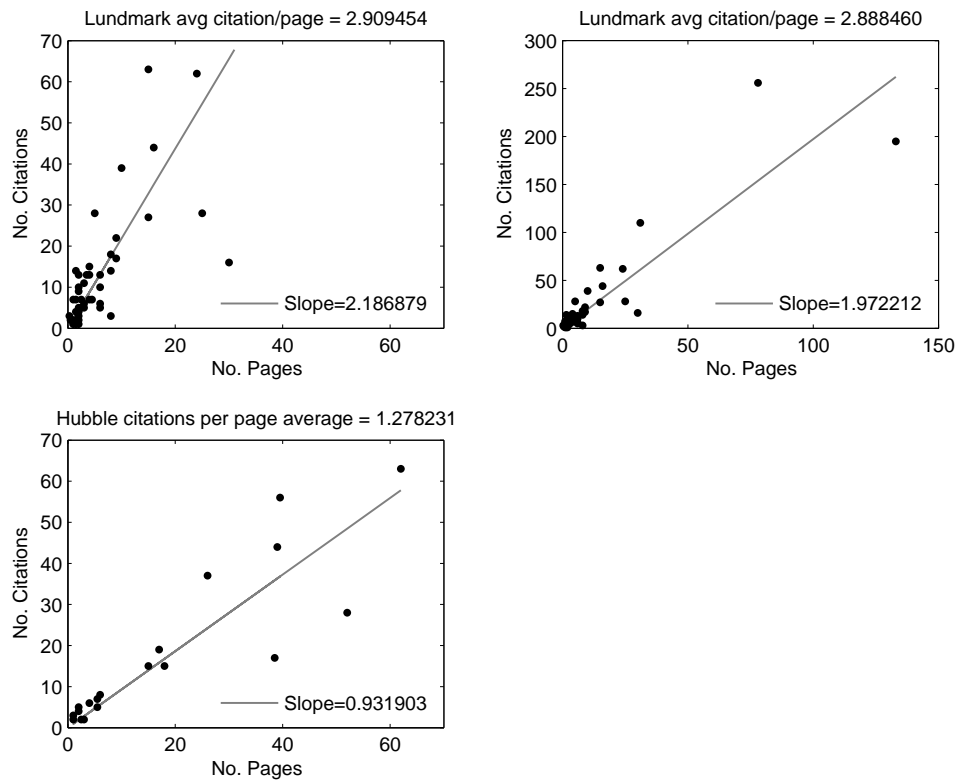 Lundmark avg citation/page = 2.909454
70
60
50
40
30
20
10
0
No. Citations
Slope=2.186879
0 20 40 60
No. Pages
Lundmark avg citation/page = 2.888460
300
250
200
150
100
50
0
No. Citations
Slope=1.972212
0 50 100 150
No. Pages
Hubble citations per page average = 1.278231
70
60
50
40
30
20
10
0
No. Citations
Slope=0.931903
0 20 40 60
No. Pages